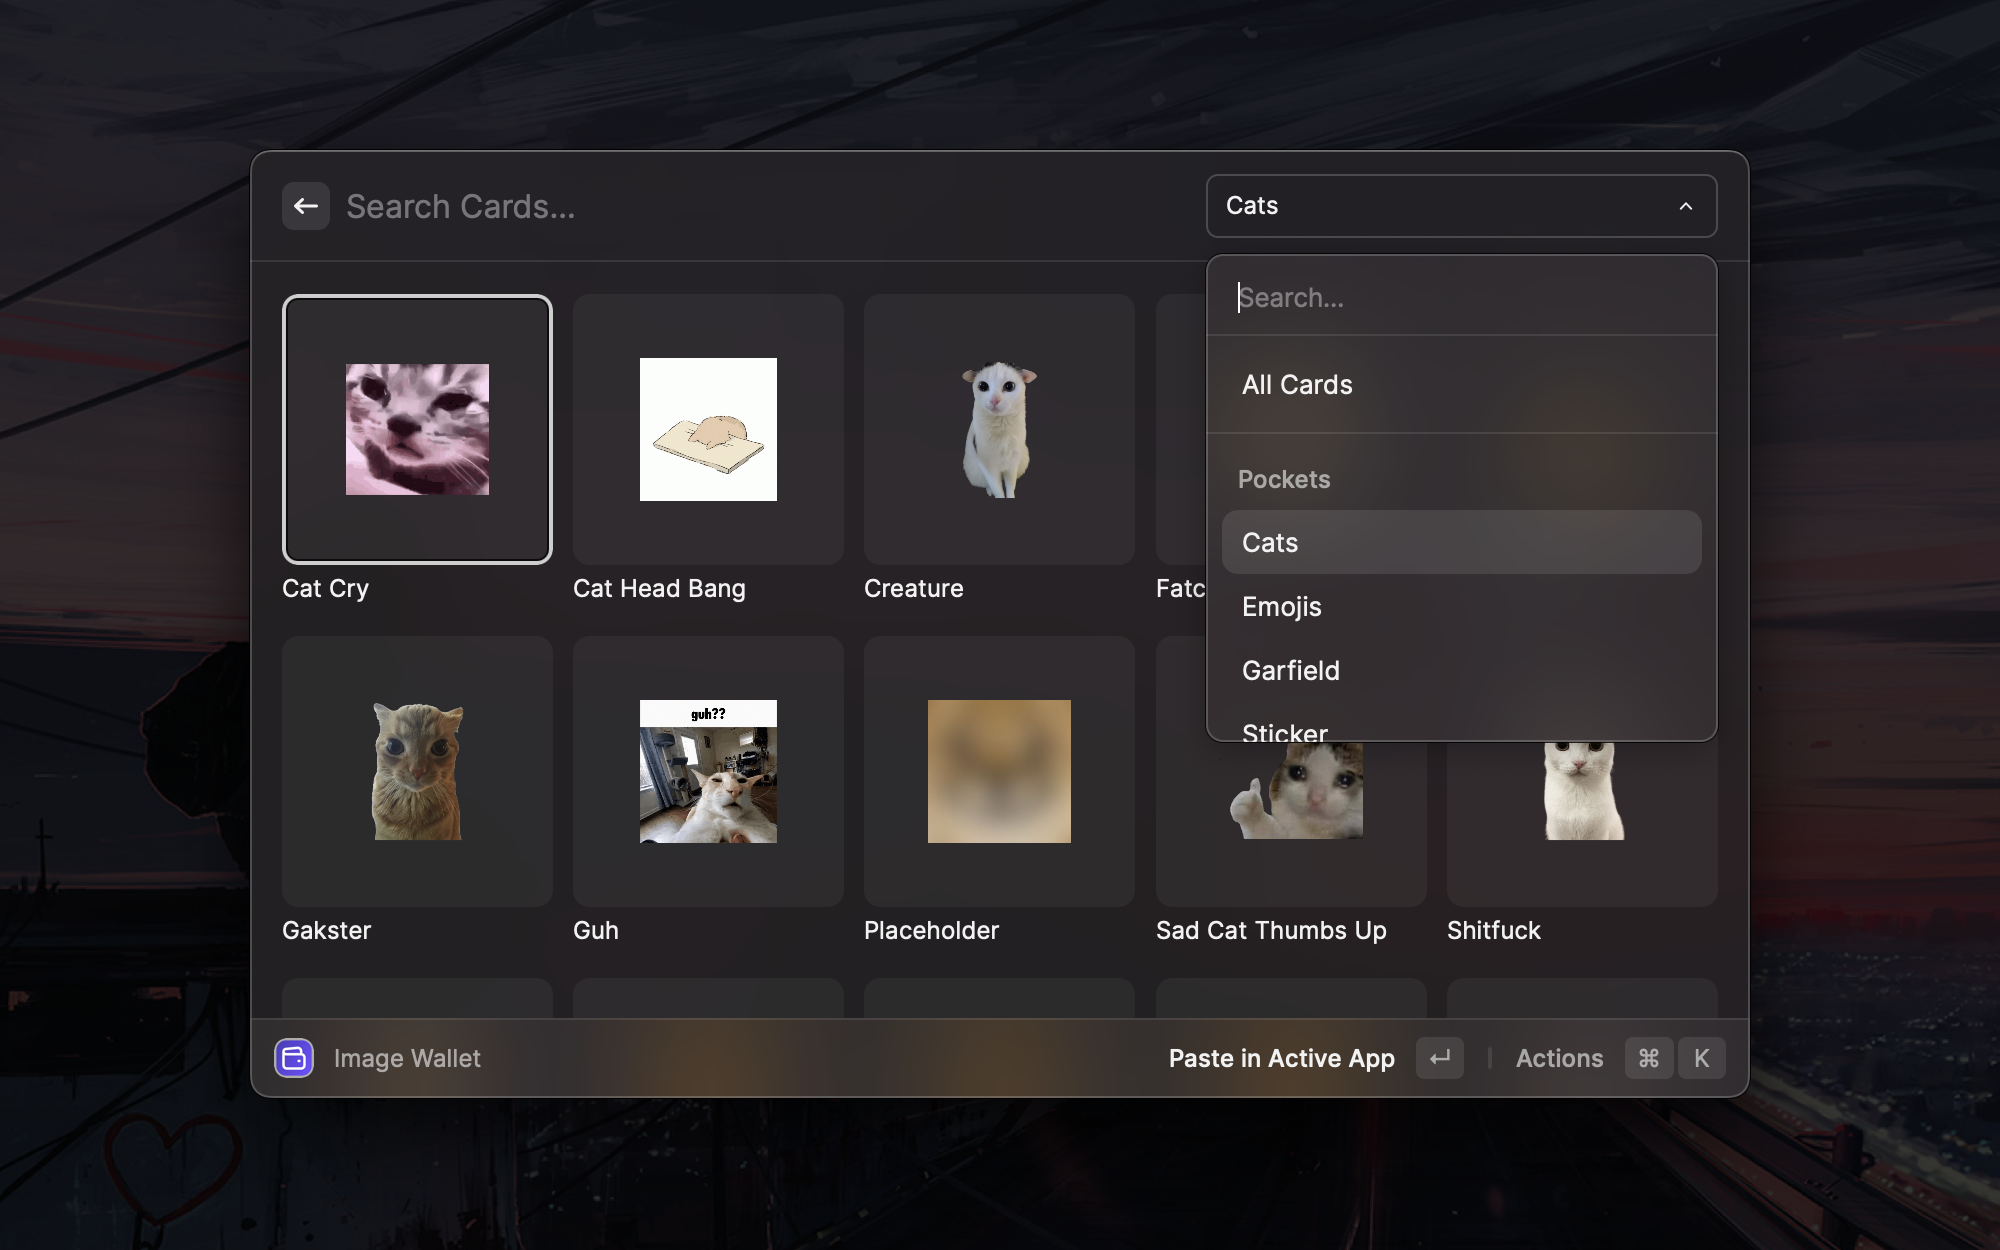 Search Cards...
Cats
Search...
All Cards
Pockets
Cats
Emojis
Garfield
Sticker
Cat Cry
Cat Head Bang
Creature
Fatc
guh??
Gakster
Guh
Placeholder
Sad Cat Thumbs Up
Shitfuck
Image Wallet
Paste in Active App
Actions
⌘
K